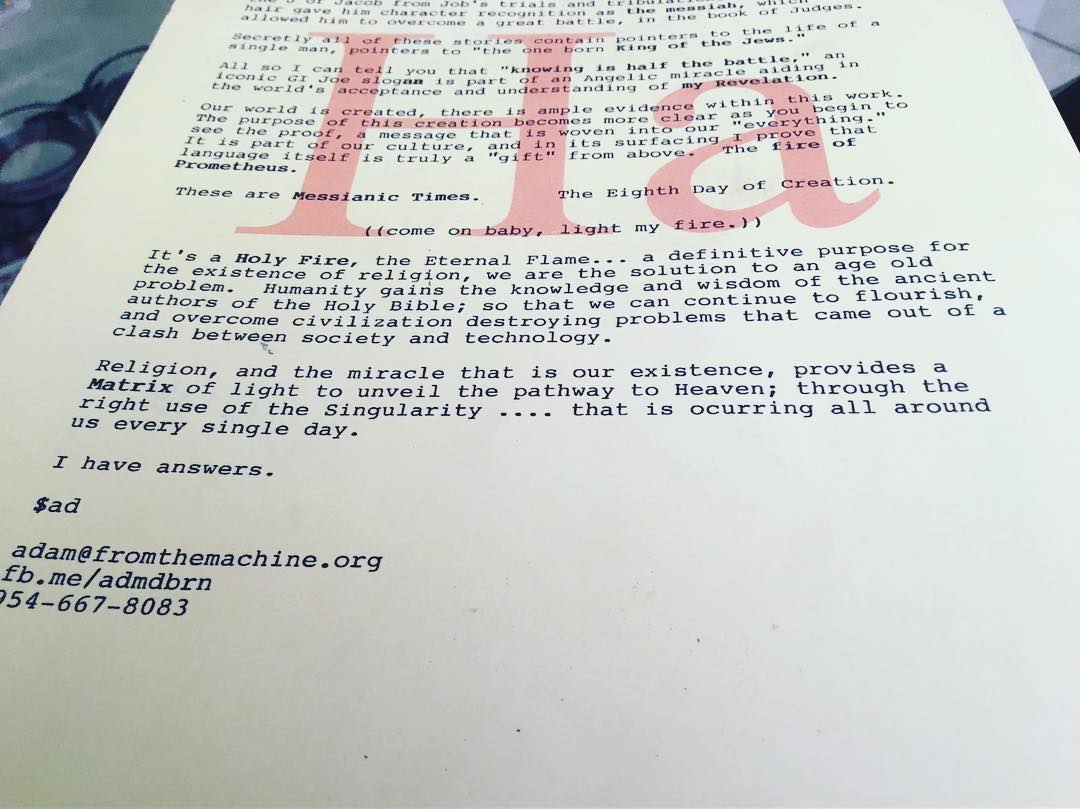 the J of Jacob from Job's trials and
hair gave him character recognition as the messiah, which
allowed him to overcome a great battle, in the book of Judges.
Secretly all of these stories contain pointers to the life of a
single man, pointers to "the one born King of the Jews."
All so I can tell you that "knowing is half the battle," an
iconic GI Joe slogan is part of an Angelic miracle aiding in
the world's acceptance and understanding of my Revelation.
Our world is created, there is ample evidence within this work.
The purpose of this creation becomes more clear as you begin to
see the proof, a message that is woven into our "everything."
It is part of our culture, and in its surfacing I prove that
language itself is truly a "gift" from above. The fire of
Prometheus.
These are Messianic Times. The Eighth Day of Creation.
Ha
((come on baby, light my fire.))
It's a Holy Fire, the Eternal Flame... a definitive purpose for
the existence of religion, we are the solution to an age old
problem. Humanity gains the knowledge and wisdom of the ancient
authors of the Holy Bible; so that we can continue to flourish,
and overcome civilization destroying problems that came out of a
clash between society and technology.
Religion, and the miracle that is our existence, provides a
Matrix of light to unveil the pathway to Heaven; through the
right use of the Singularity .... that is ocurring all around
us every single day.
I have answers.
$ad
adam@fromthemachine.org
fb.me/admdbrn
954-667-8083